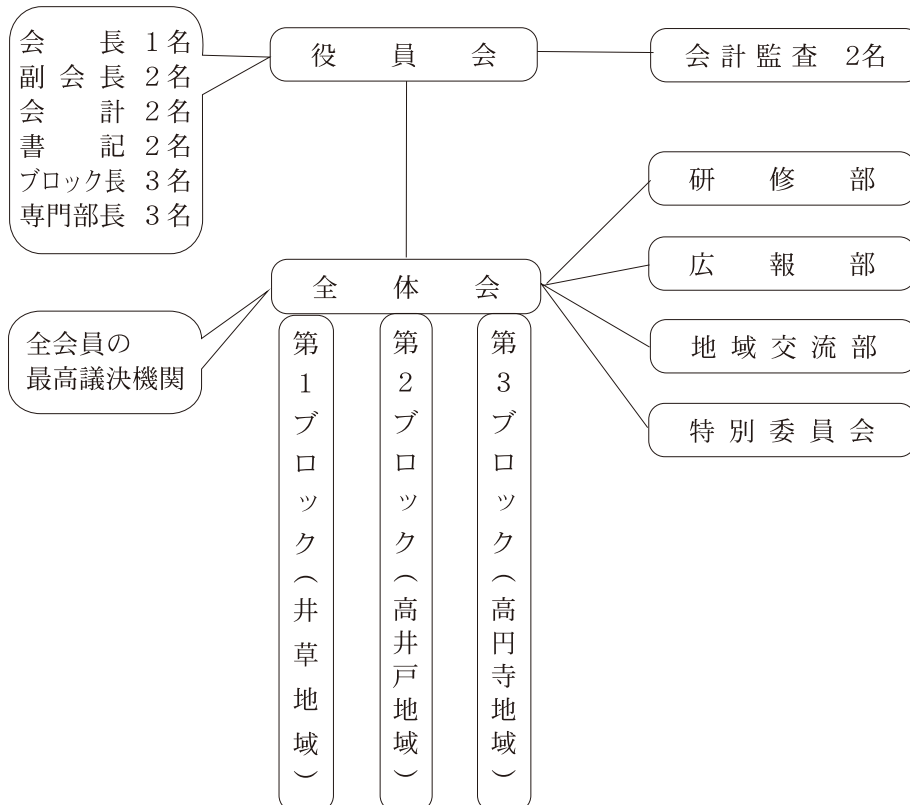 会長 1名
副会長 2名
会計 2名
書記 2名
ブロック長 3名
専門部長 3名
役員会
会計監査 2名
研修部
広報部
地域交流部
特別委員会
全体会
全会員の
最高議決機関
第1ブロック(井草地域)
第2ブロック(高井戸地域)
第3ブロック(高円寺地域)